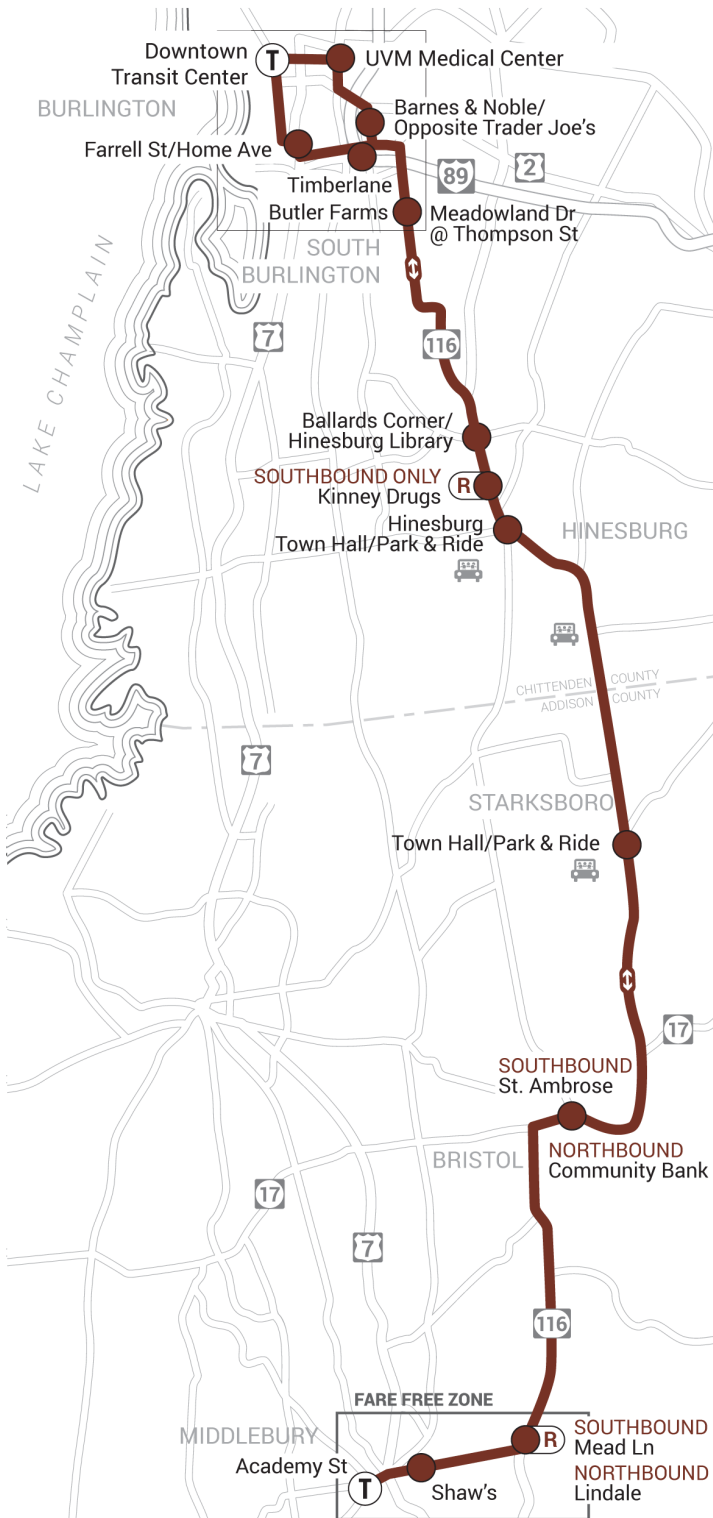 Downtown
Transit Center
T
UVM Medical Center
BURLINGTON
Barnes & Noble/
Opposite Trader Joe's
Farrell St/Home Ave
Timberlane
89
2
Butler Farms
Meadowland Dr
@ Thompson St
SOUTH
BURLINGTON
LAKE CHAMPLAIN
7
116
Ballards Corner/
Hinesburg Library
SOUTHBOUND ONLY
Kinney Drugs
R
Hinesburg
Town Hall/Park & Ride
HINESBURG
CHITTENDEN COUNTY
ADDISON COUNTY
7
STARKSBORO
Town Hall/Park & Ride
17
SOUTHBOUND
St. Ambrose
BRISTOL
NORTHBOUND
Community Bank
17
7
116
FARE FREE ZONE
MIDDLEBURY
R
SOUTHBOUND
Mead Ln
NORTHBOUND
Lindale
Academy St
T
Shaw's